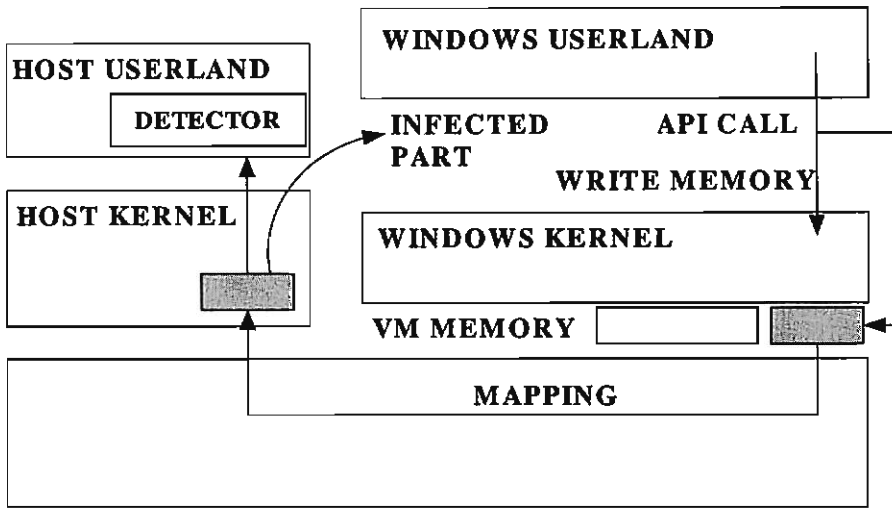 HOST USERLAND
DETECTOR
HOST KERNEL
WINDOWS USERLAND
INFECTED
PART
API CALL
WRITE MEMORY
WINDOWS KERNEL
VM MEMORY
MAPPING